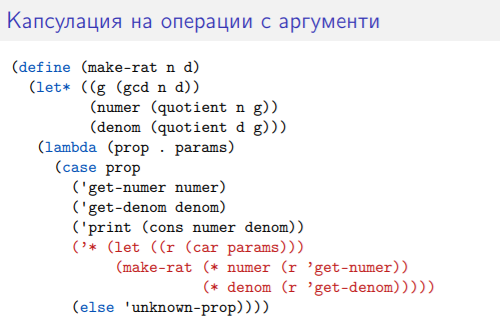 Капсулация на операции с аргументи
(define (make-rat n d)
  (let* ((g (gcd n d))
         (numer (quotient n g))
         (denom (quotient d g)))
   (lambda (prop . params)
     (case prop
       ('get-numer numer)
       ('get-denom denom)
       ('print (cons numer denom))
       (’* (let ((r (car params)))
            (make-rat (* numer (r ’get-numer))
                      (* denom (r ’get-denom)))))
       (else 'unknown-prop))))